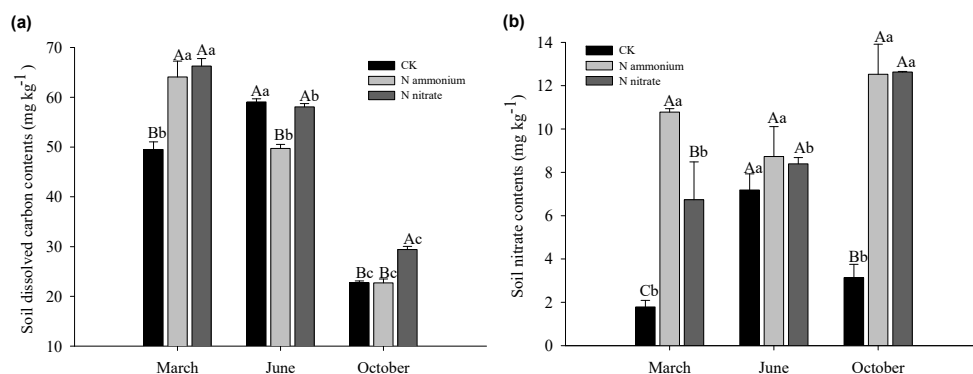 (a)
Soil dissolved carbon contents (mg kg⁻¹)
80
70
60
50
40
30
20
10
CK
N ammonium
N nitrate
Bb
Aa
Aa
Aa
Bb
Ab
Bc
Bc
Ac
March
June
October
(b)
Soil nitrate contents (mg kg⁻¹)
14
12
10
8
6
4
2
0
CK
N ammonium
N nitrate
Cb
Aa
Bb
Aa
Aa
Ab
Bb
Aa
Aa
March
June
October